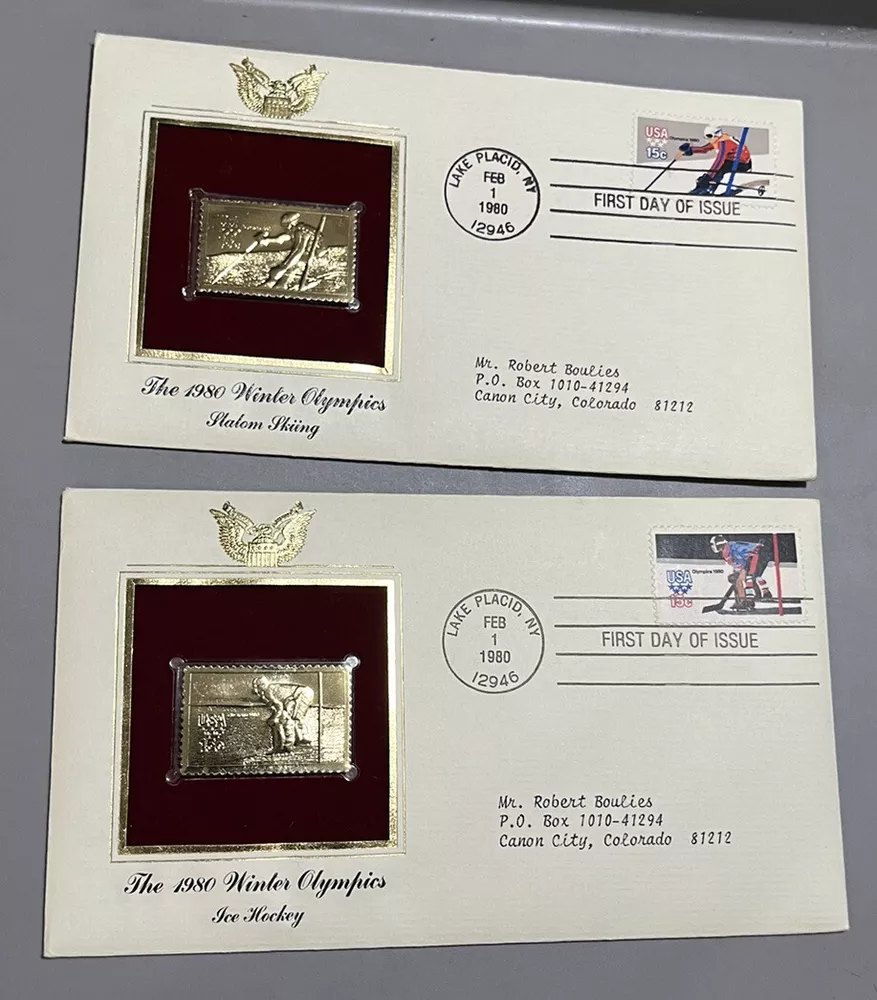 USA Olympics 1980
15c
LAKE PLACID, NY
FEB
1
1980
12946
FIRST DAY OF ISSUE
Mr. Robert Boulies
P.O. Box 1010-41294
Canon City, Colorado 81212
The 1980 Winter Olympics
Slalom Skiing
USA Olympics 1980
15c
LAKE PLACID, NY
FEB
1
1980
12946
FIRST DAY OF ISSUE
USA
15c
Mr. Robert Boulies
P.O. Box 1010-41294
Canon City, Colorado 81212
The 1980 Winter Olympics
Ice Hockey